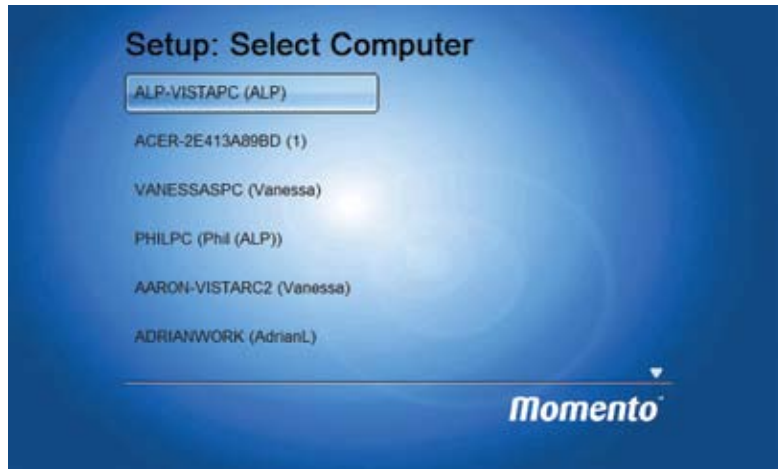 Setup: Select Computer
ALP-VISTAPC (ALP)
ACER-2E413A89BD (1)
VANESSASPC (Vanessa)
PHILPC (Phil (ALP))
AARON-VISTARC2 (Vanessa)
ADRIANWORK (AdrianL)
Momento